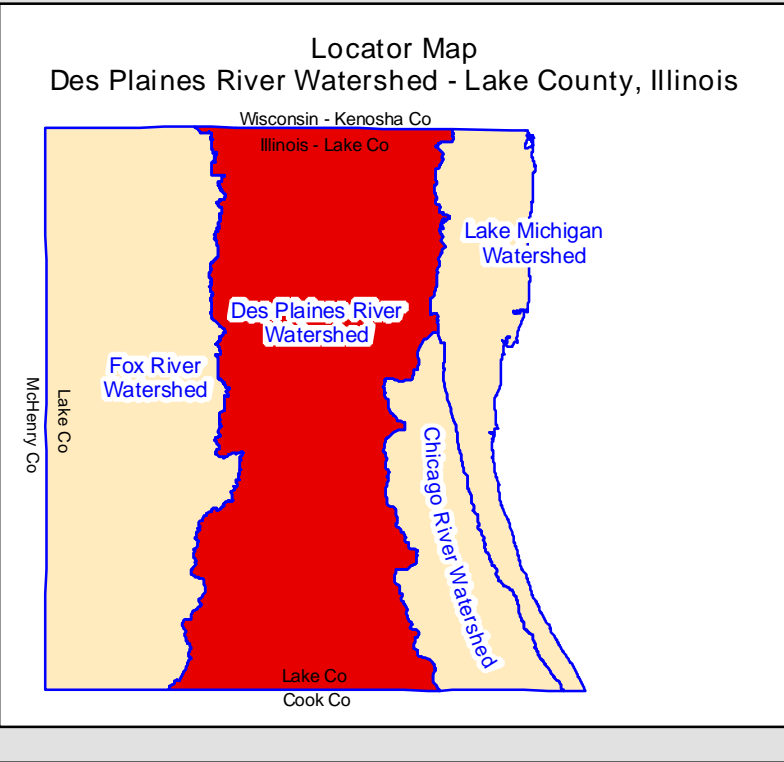 Locator Map
Des Plaines River Watershed - Lake County, Illinois
Wisconsin - Kenosha Co
Illinois - Lake Co
Lake Michigan
Watershed
Des Plaines River
Watershed
Fox River
Watershed
McHenry Co
Lake Co
Chicago River Watershed
Lake Co
Cook Co